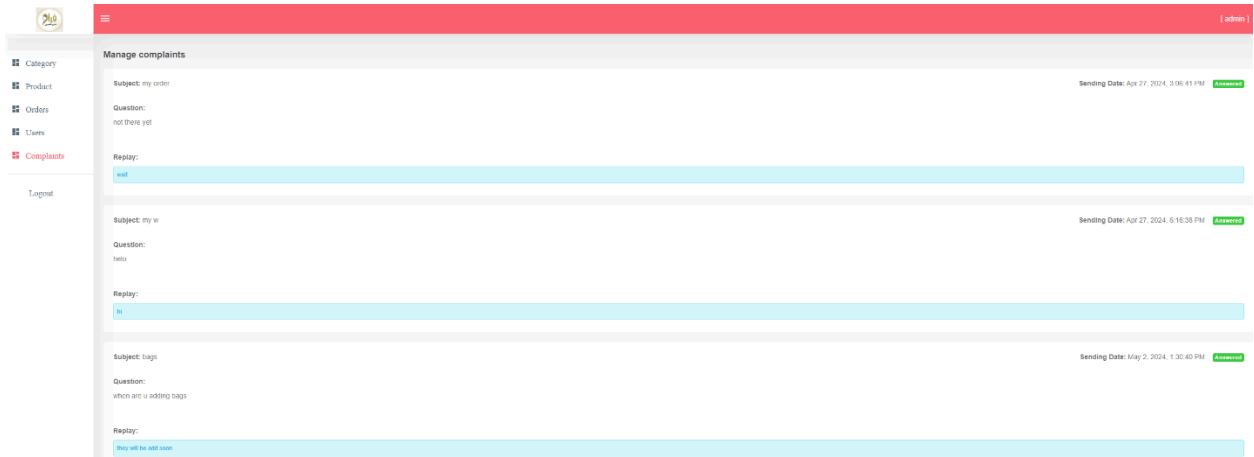 [ admin ]
Category
Product
Orders
Users
Complaints
Logout
Manage complaints
Subject: my order
Sending Date: Apr 27, 2024, 3:06:41 PM Answered
Question:
not there yet
Replay:
wait
Subject: my w
Sending Date: Apr 27, 2024, 6:16:38 PM Answered
Question:
helo
Replay:
hi
Subject: bags
Sending Date: May 2, 2024, 1:30:40 PM Answered
Question:
when are u adding bags
Replay:
they will be add soon